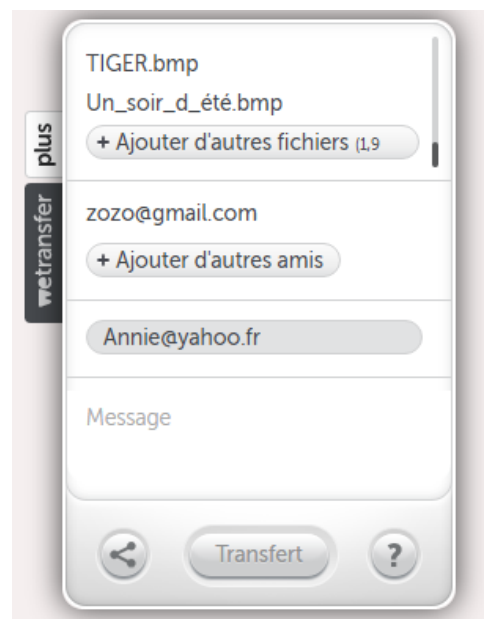 TIGER.bmp
Un_soir_d_été.bmp
+ Ajouter d'autres fichiers (1,9
plus
wetransfer
zozo@gmail.com
+ Ajouter d'autres amis
Annie@yahoo.fr
Message
Transfert
?